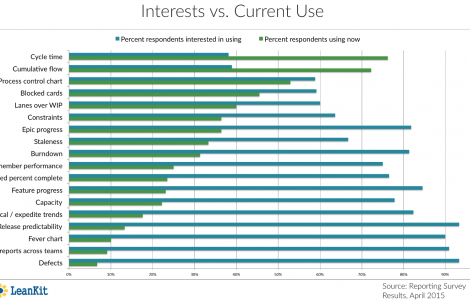 Interests vs. Current Use
Percent respondents interested in using Percent respondents using now
Cycle time
Cumulative flow
Process control chart
Blocked cards
Lanes over WIP
Constraints
Epic progress
Staleness
Burndown
member performance
ed percent complete
Feature progress
Capacity
cal / expedite trends
Release predictability
Fever chart
reports across teams
Defects
0% 10% 20% 30% 40% 50% 60% 70% 80% 90%
LeanKit
Source: Reporting Survey
Results, April 2015